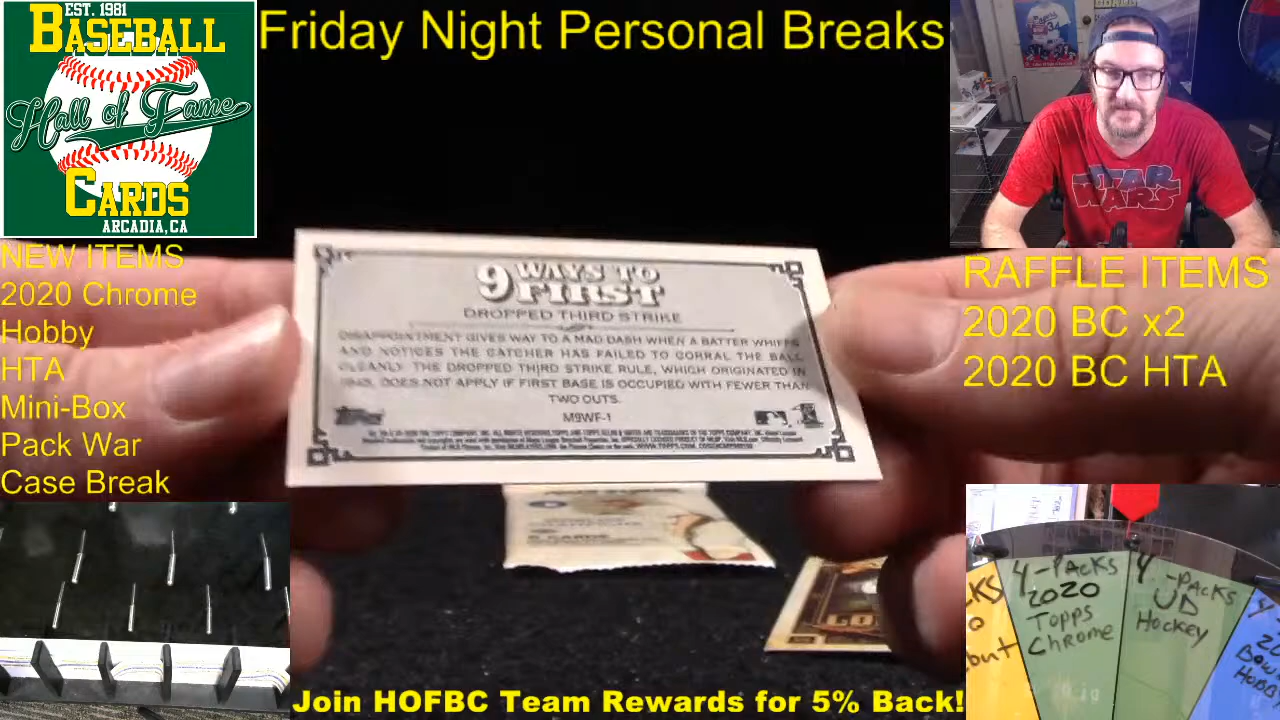 EST. 1981
BASEBALL
Hall of Fame
CARDS
ARCADIA, CA
Friday Night Personal Breaks
STAR
WARS
34
NEW ITEMS
2020 Chrome
Hobby
HTA
Mini-Box
Pack War
Case Break
9 WAYS TO
FIRST
DROPPED THIRD STRIKE
DISAPPOINTMENT GIVES WAY TO A MAD DASH WHEN A BATTER WHIFFS
AND NOTICES THE CATCHER HAS FAILED TO CORRAL THE BALL
CLEANLY. THE DROPPED THIRD STRIKE RULE, WHICH ORIGINATED IN
DOES NOT APPLY IF FIRST BASE IS OCCUPIED WITH FEWER THAN
TWO OUTS.
M9WF-1
Topps
RAFFLE ITEMS
2020 BC x2
2020 BC HTA
CARDS
4-PACKS
2020
Topps
Chrome
4
-PACKS
UD
Hockey
Join HOFBC Team Rewards for 5% Back!